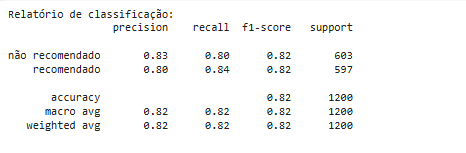 Relatório de classificação:
precision recall f1-score support
não recomendado 0.83 0.80 0.82 603
recomendado 0.80 0.84 0.82 597
accuracy 0.82 1200
macro avg 0.82 0.82 0.82 1200
weighted avg 0.82 0.82 0.82 1200